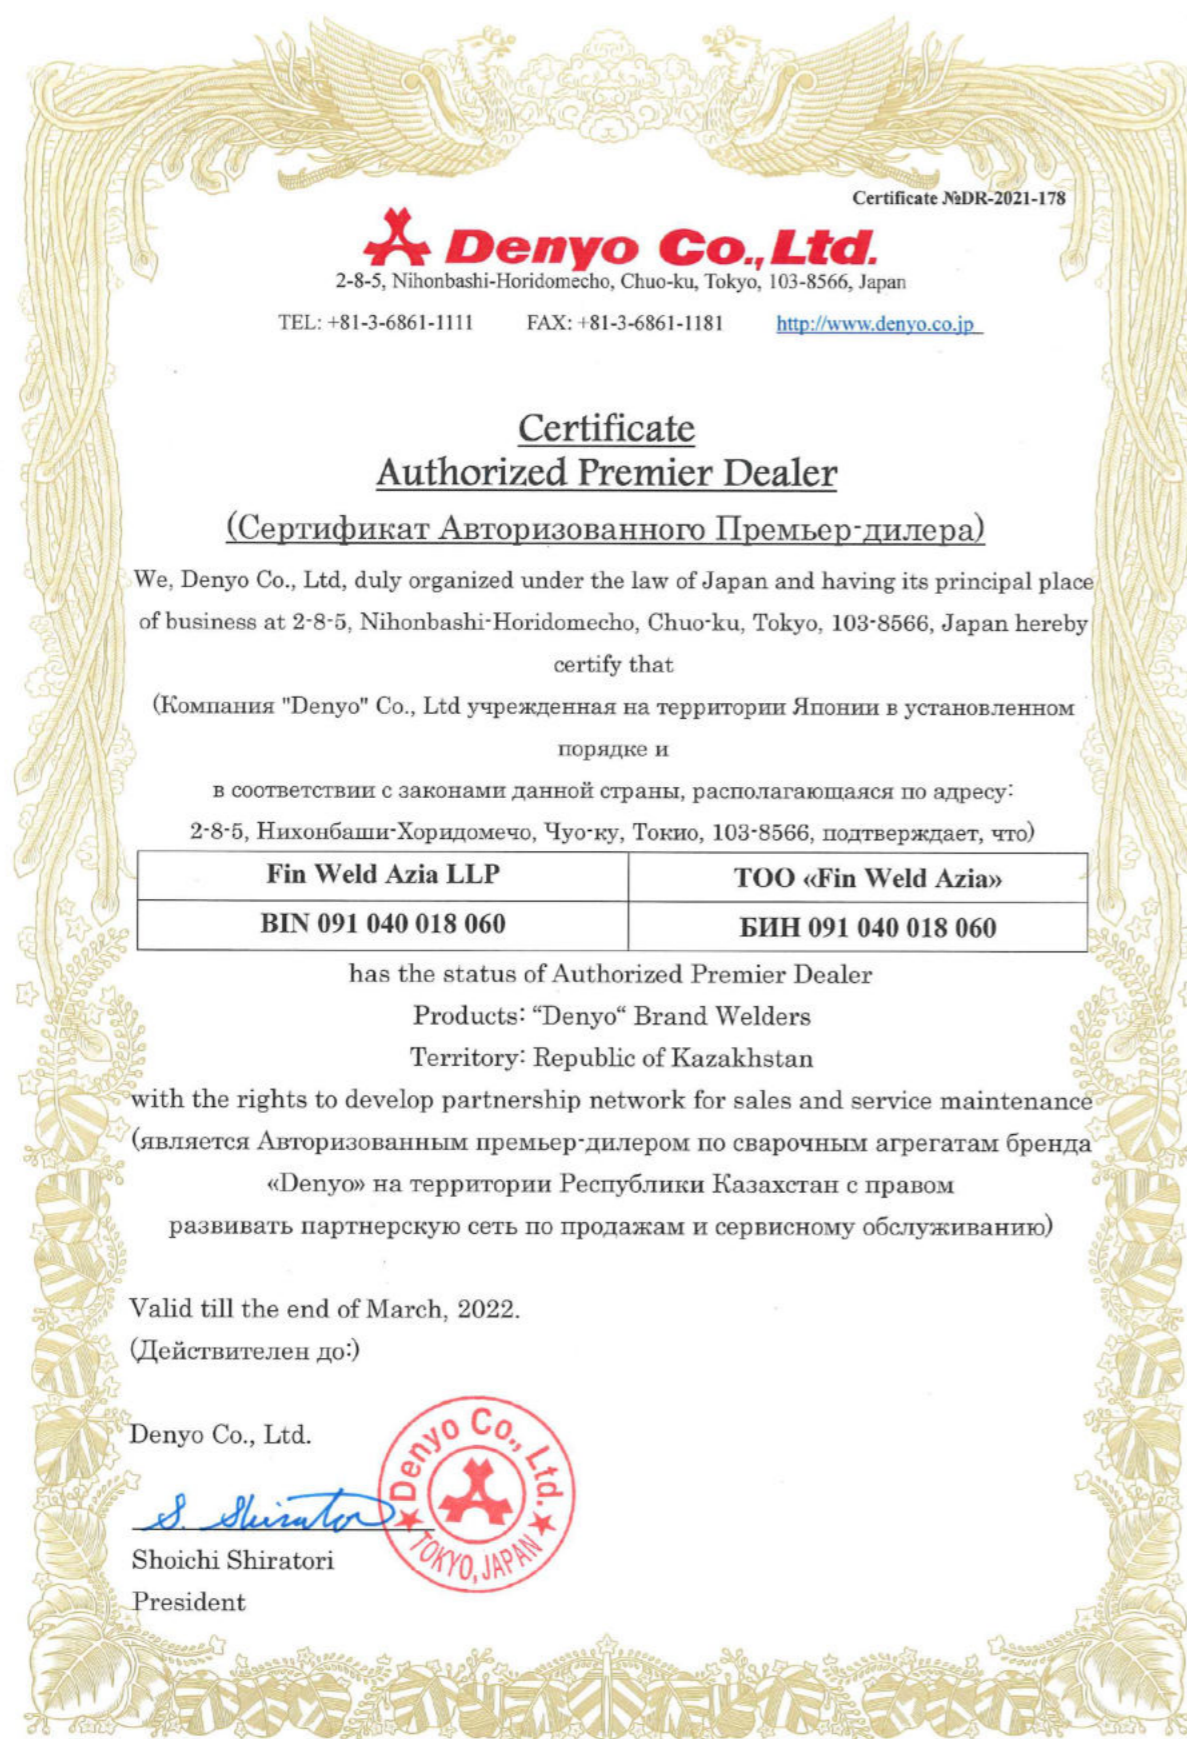 Certificate №DR-2021-178
Denyo Co., Ltd.
2-8-5, Nihonbashi-Horidomecho, Chuo-ku, Tokyo, 103-8566, Japan
TEL: +81-3-6861-1111 FAX: +81-3-6861-1181 http://www.denyo.co.jp
Certificate
Authorized Premier Dealer
(Сертификат Авторизованного Премьер-дилера)
We, Denyo Co., Ltd, duly organized under the law of Japan and having its principal place
of business at 2-8-5, Nihonbashi-Horidomecho, Chuo-ku, Tokyo, 103-8566, Japan hereby
certify that
(Компания "Denyo" Co., Ltd учрежденная на территории Японии в установленном
порядке и
в соответствии с законами данной страны, располагающаяся по адресу:
2-8-5, Нихонбаши-Хоридомечо, Чуо-ку, Токио, 103-8566, подтверждает, что)
Fin Weld Azia LLP ТОО «Fin Weld Azia»
BIN 091 040 018 060 БИН 091 040 018 060
has the status of Authorized Premier Dealer
Products: “Denyo“ Brand Welders
Territory: Republic of Kazakhstan
with the rights to develop partnership network for sales and service maintenance
(является Авторизованным премьер-дилером по сварочным агрегатам бренда
«Denyo» на территории Республики Казахстан с правом
развивать партнерскую сеть по продажам и сервисному обслуживанию)
Valid till the end of March, 2022.
(Действителен до:)
Denyo Co., Ltd.
S. Shiratori
Denyo Co., Ltd.
TOKYO, JAPAN
Shoichi Shiratori
President